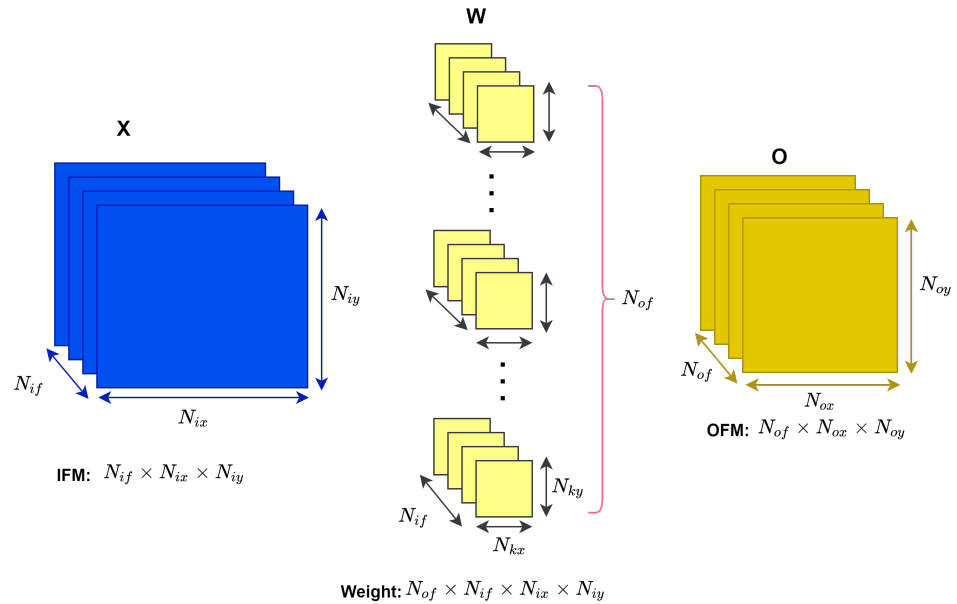 W
X
O
N_{iy}
N_{if}
N_{ix}
IFM: N_{if} × N_{ix} × N_{iy}
N_{of}
N_{ky}
N_{if}
N_{kx}
Weight: N_{of} × N_{if} × N_{ix} × N_{iy}
N_{oy}
N_{of}
N_{ox}
OFM: N_{of} × N_{ox} × N_{oy}